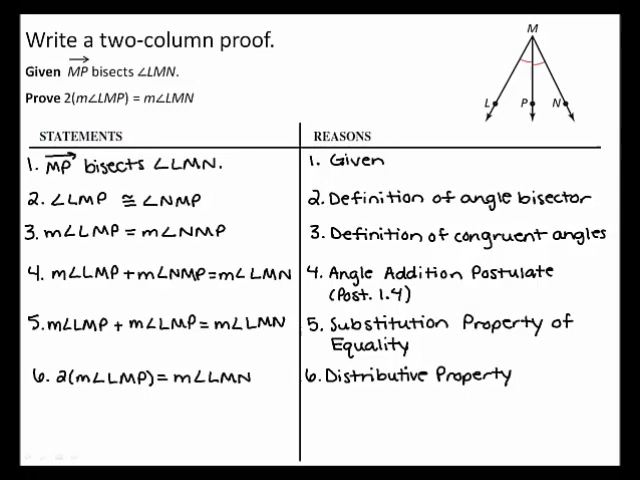 Write a two-column proof.
Given MP bisects ∠LMN.
Prove 2(m∠LMP) = m∠LMN
M
L P N
STATEMENTS REASONS
1. MP bisects ∠LMN. 1. Given
2. ∠LMP ≅ ∠NMP 2. Definition of angle bisector
3. m∠LMP = m∠NMP 3. Definition of congruent angles
4. m∠LMP + m∠NMP = m∠LMN 4. Angle Addition Postulate
(Post. 1.4)
5. m∠LMP + m∠LMP = m∠LMN 5. Substitution Property of
Equality
6. 2(m∠LMP) = m∠LMN 6. Distributive Property